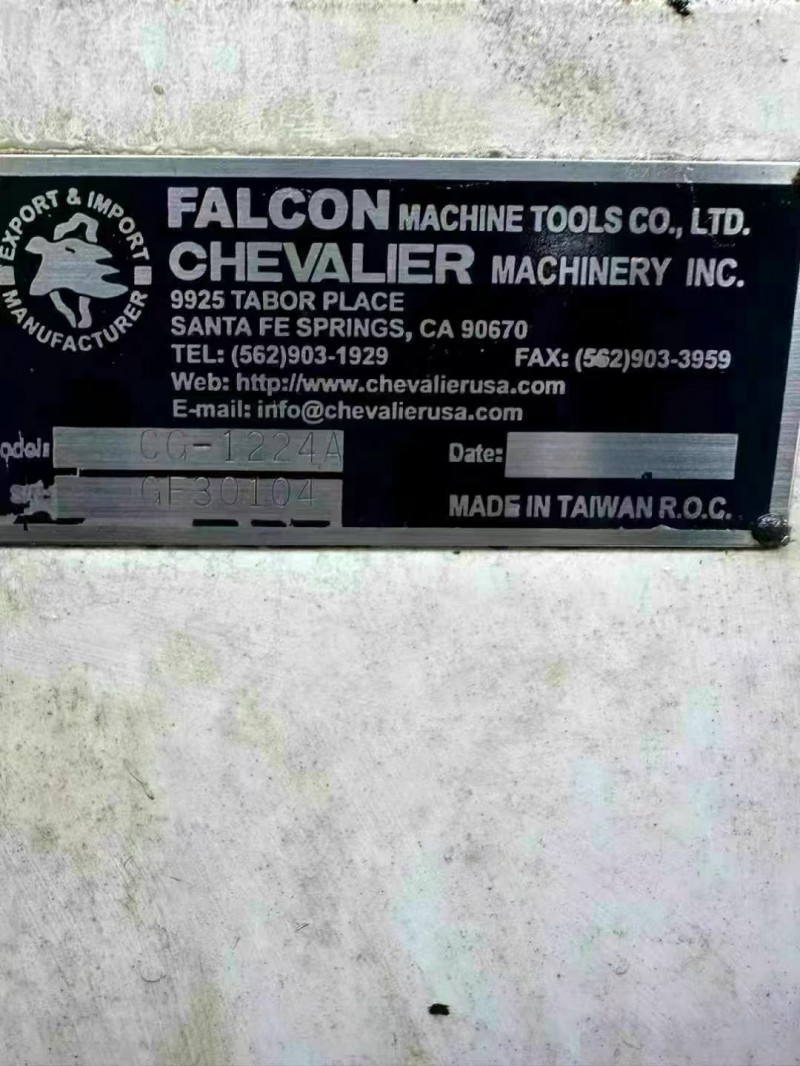 EXPORT & IMPORT
MANUFACTURER
FALCON MACHINE TOOLS CO., LTD.
CHEVALIER MACHINERY INC.
9925 TABOR PLACE
SANTA FE SPRINGS, CA 90670
TEL: (562)903-1929 FAX: (562)903-3959
Web: http://www.chevalierusa.com
E-mail: info@chevalierusa.com
odel: CG-1224A Date:
GF30104 MADE IN TAIWAN R.O.C.